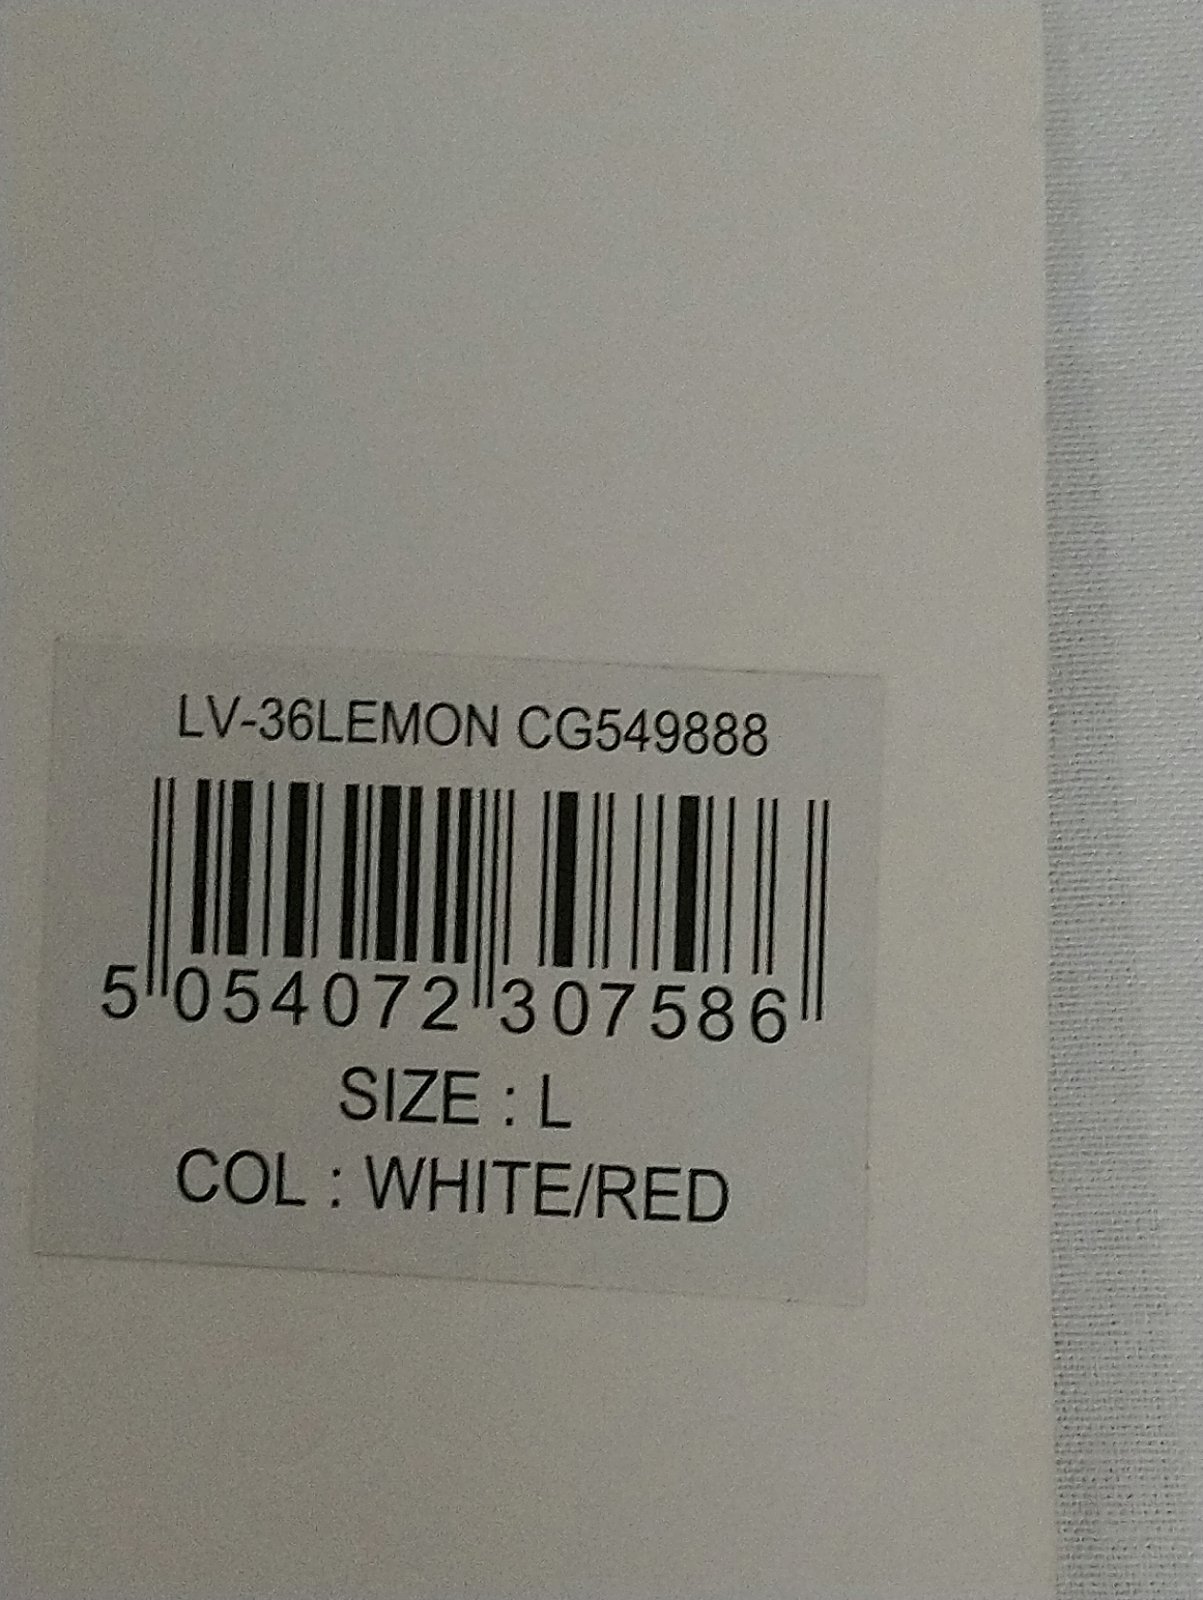 LV-36LEMON CG549888
5 054072 307586
SIZE : L
COL : WHITE/RED